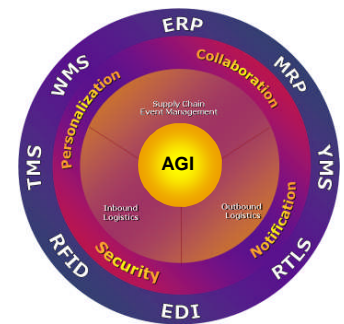 ERP
MRP
YMS
RTLS
EDI
RFID
TMS
WMS
Personalization
Collaboration
Notification
Security
Supply Chain
Event Management
AGI
Inbound
Logistics
Outbound
Logistics